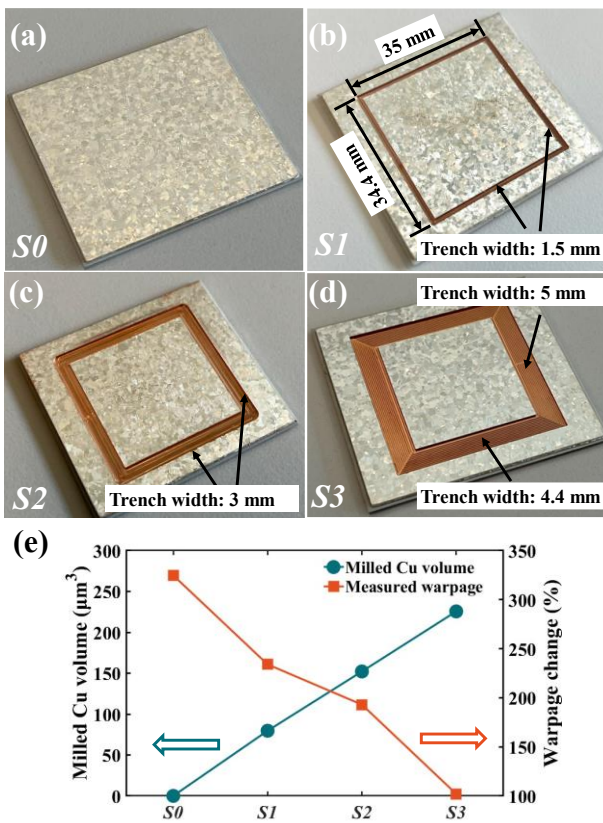 (a)
S0
(b)
35 mm
34.4 mm
Trench width: 1.5 mm
S1
(c)
Trench width: 3 mm
S2
(d)
Trench width: 5 mm
Trench width: 4.4 mm
S3
(e)
Milled Cu volume (μm³)
300
250
200
150
100
50
0
Milled Cu volume
Measured warpage
350
300
250
200
150
100
Warpage change (%)
S0 S1 S2 S3